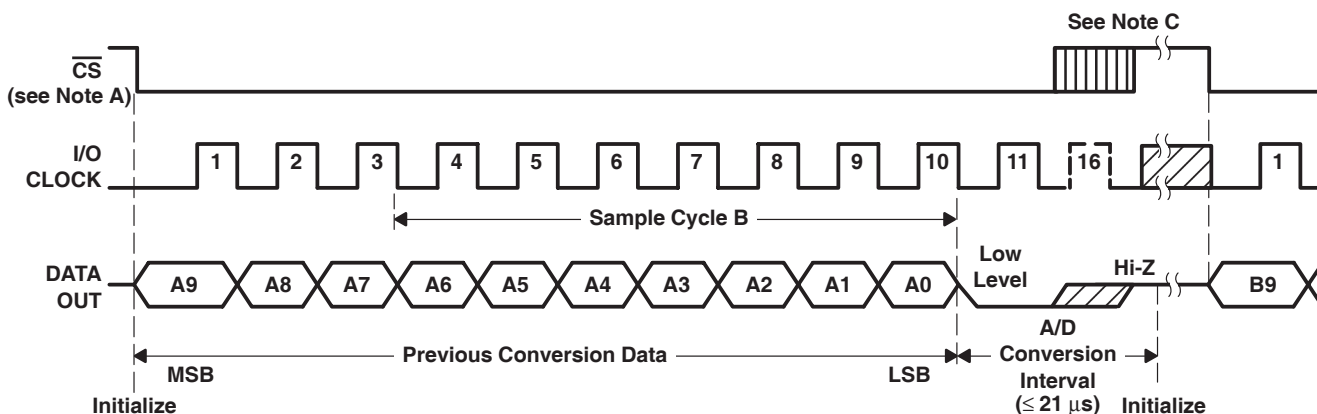 See Note C
CS
(see Note A)
I/O
CLOCK
1 2 3 4 5 6 7 8 9 10 11 16 1
Sample Cycle B
DATA
OUT
A9 A8 A7 A6 A5 A4 A3 A2 A1 A0
Low
Level
Hi-Z
B9
A/D
Conversion
Interval
(≤ 21 μs)
Previous Conversion Data
MSB
LSB
Initialize
Initialize